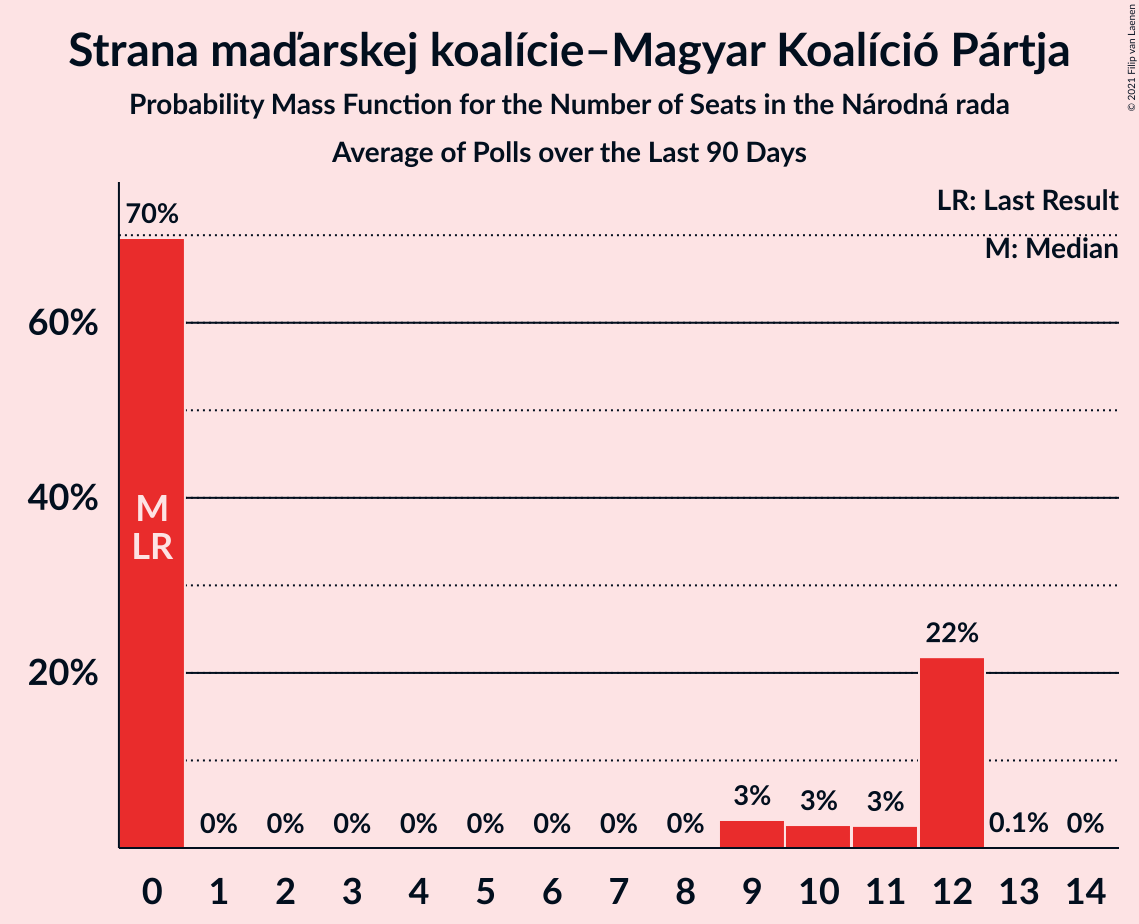 Strana maďarskej koalície–Magyar Koalíció Pártja
Probability Mass Function for the Number of Seats in the Národná rada
Average of Polls over the Last 90 Days
© 2021 Filip van Laenen
LR: Last Result
M: Median
70%
60%
40%
20%
M
LR
0%
0%
0%
0%
0%
0%
0%
0%
3%
3%
3%
22%
0.1%
0%
0 1 2 3 4 5 6 7 8 9 10 11 12 13 14